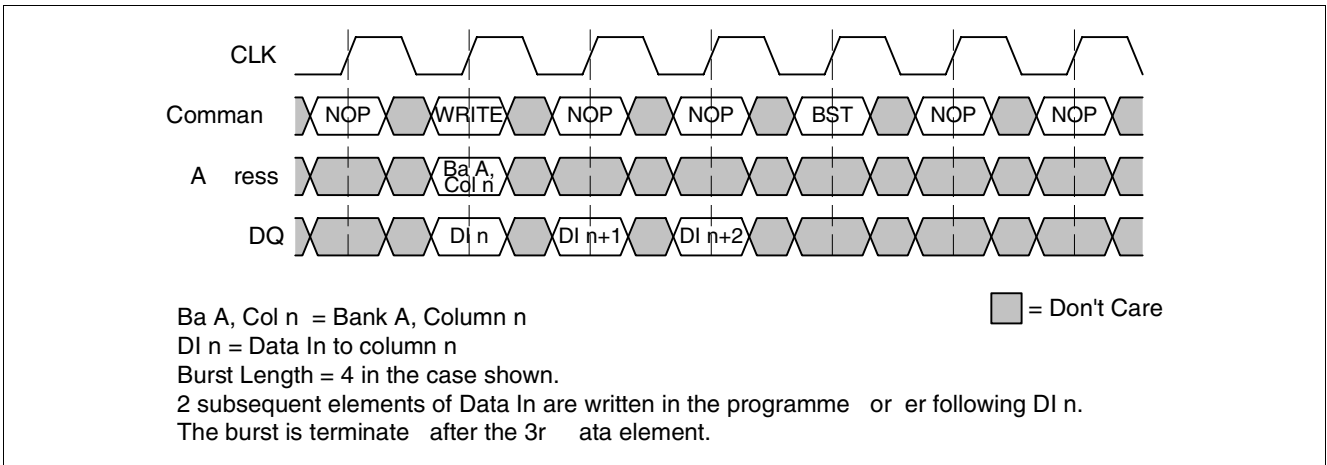 CLK
Comman NOP WRITE NOP NOP BST NOP NOP
A ress Ba A,
Col n
DQ DI n DI n+1 DI n+2
Ba A, Col n = Bank A, Column n
= Don't Care
DI n = Data In to column n
Burst Length = 4 in the case shown.
2 subsequent elements of Data In are written in the programme or er following DI n.
The burst is terminate after the 3r ata element.